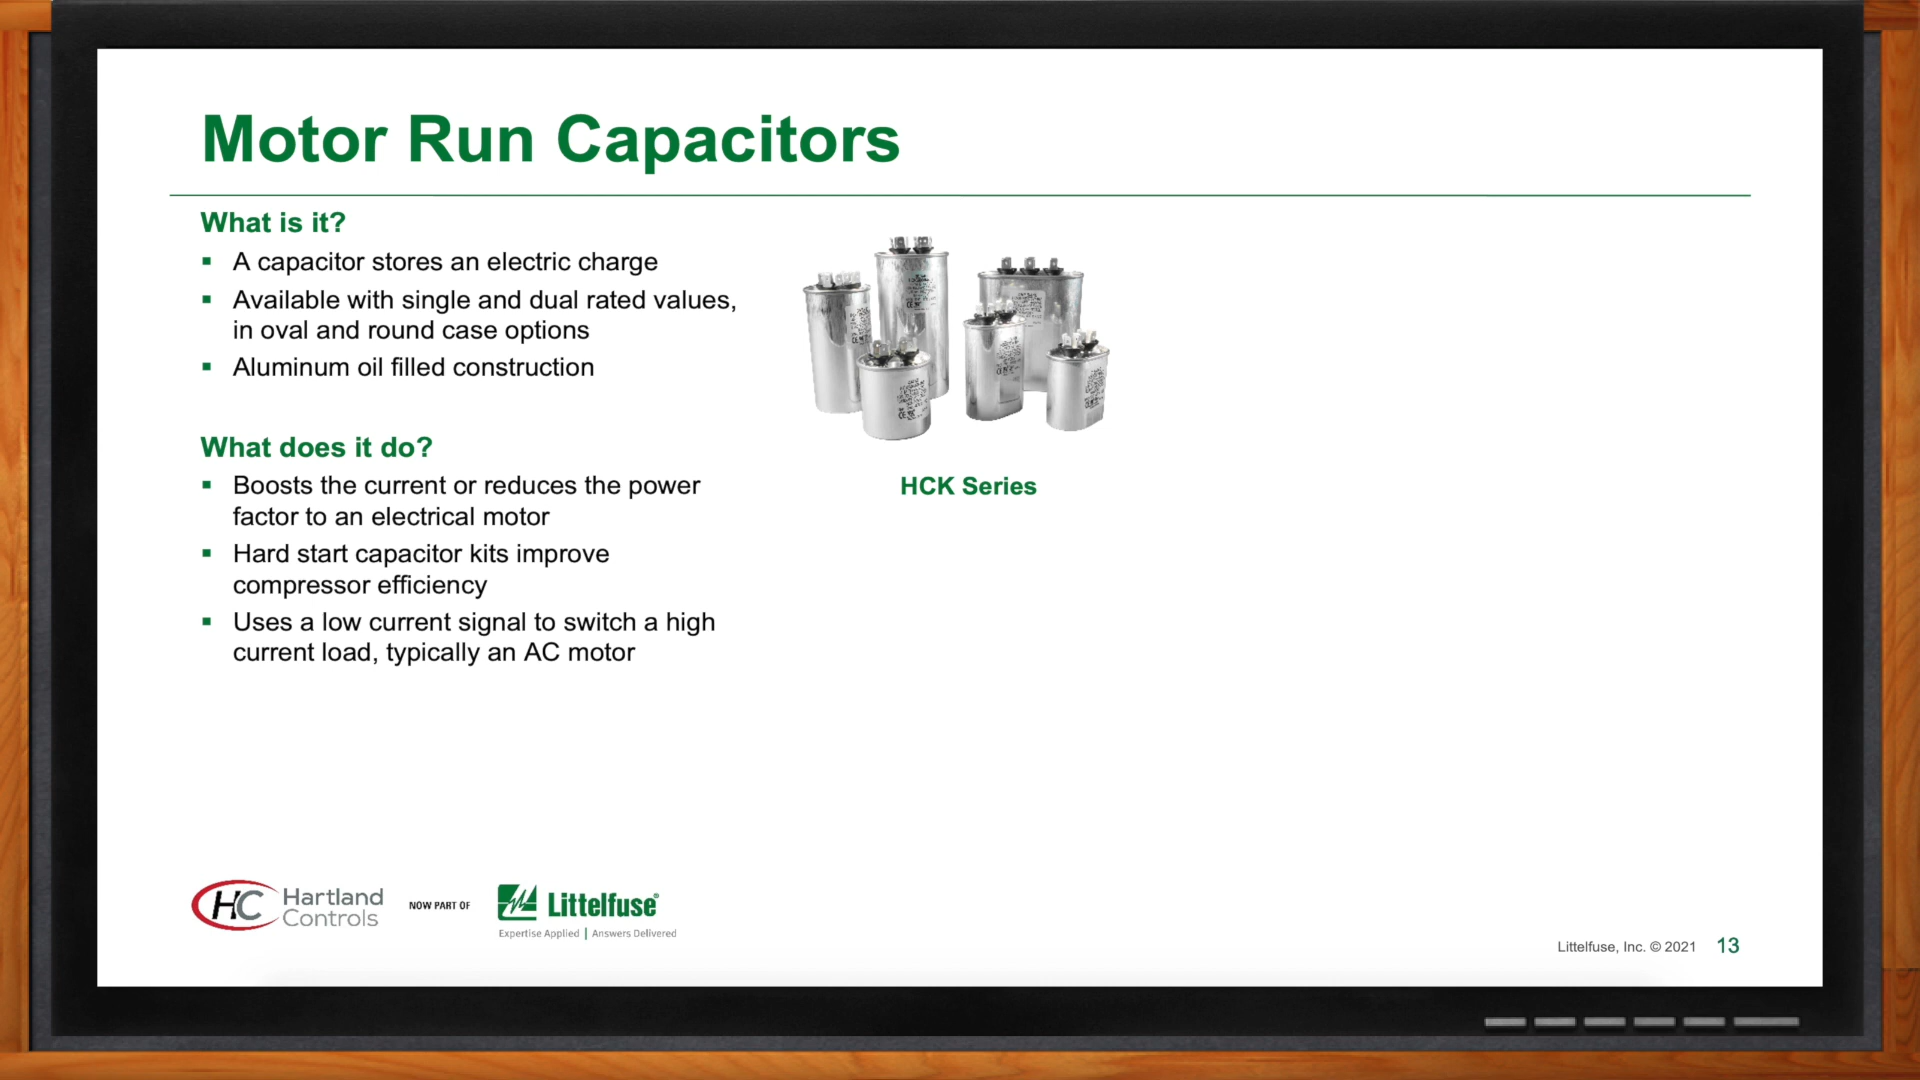 Motor Run Capacitors
What is it?
▪ A capacitor stores an electric charge
▪ Available with single and dual rated values,
in oval and round case options
▪ Aluminum oil filled construction
What does it do?
▪ Boosts the current or reduces the power
factor to an electrical motor
▪ Hard start capacitor kits improve
compressor efficiency
▪ Uses a low current signal to switch a high
current load, typically an AC motor
HCK Series
HC Hartland
Controls
NOW PART OF
Littelfuse®
Expertise Applied | Answers Delivered
Littelfuse, Inc. © 2021 13